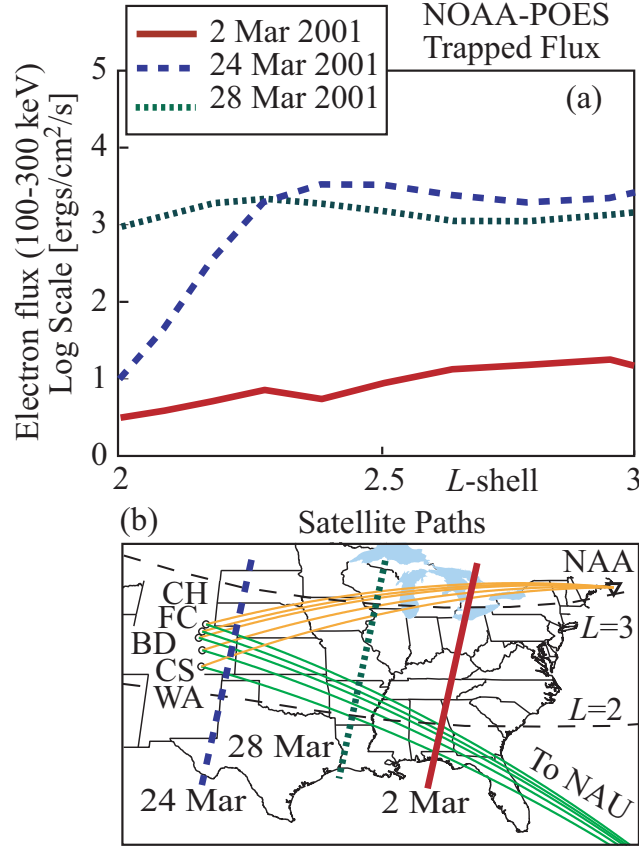 NOAA-POES
Trapped Flux
2 Mar 2001
24 Mar 2001
28 Mar 2001
(a)
Electron flux (100-300 keV)
Log Scale [ergs/cm²/s]
5
4
3
2
1
0
2
2.5
L-shell
3
(b)
Satellite Paths
NAA
CH
FC
BD
CS
WA
L=3
L=2
28 Mar
24 Mar
2 Mar
To NAU